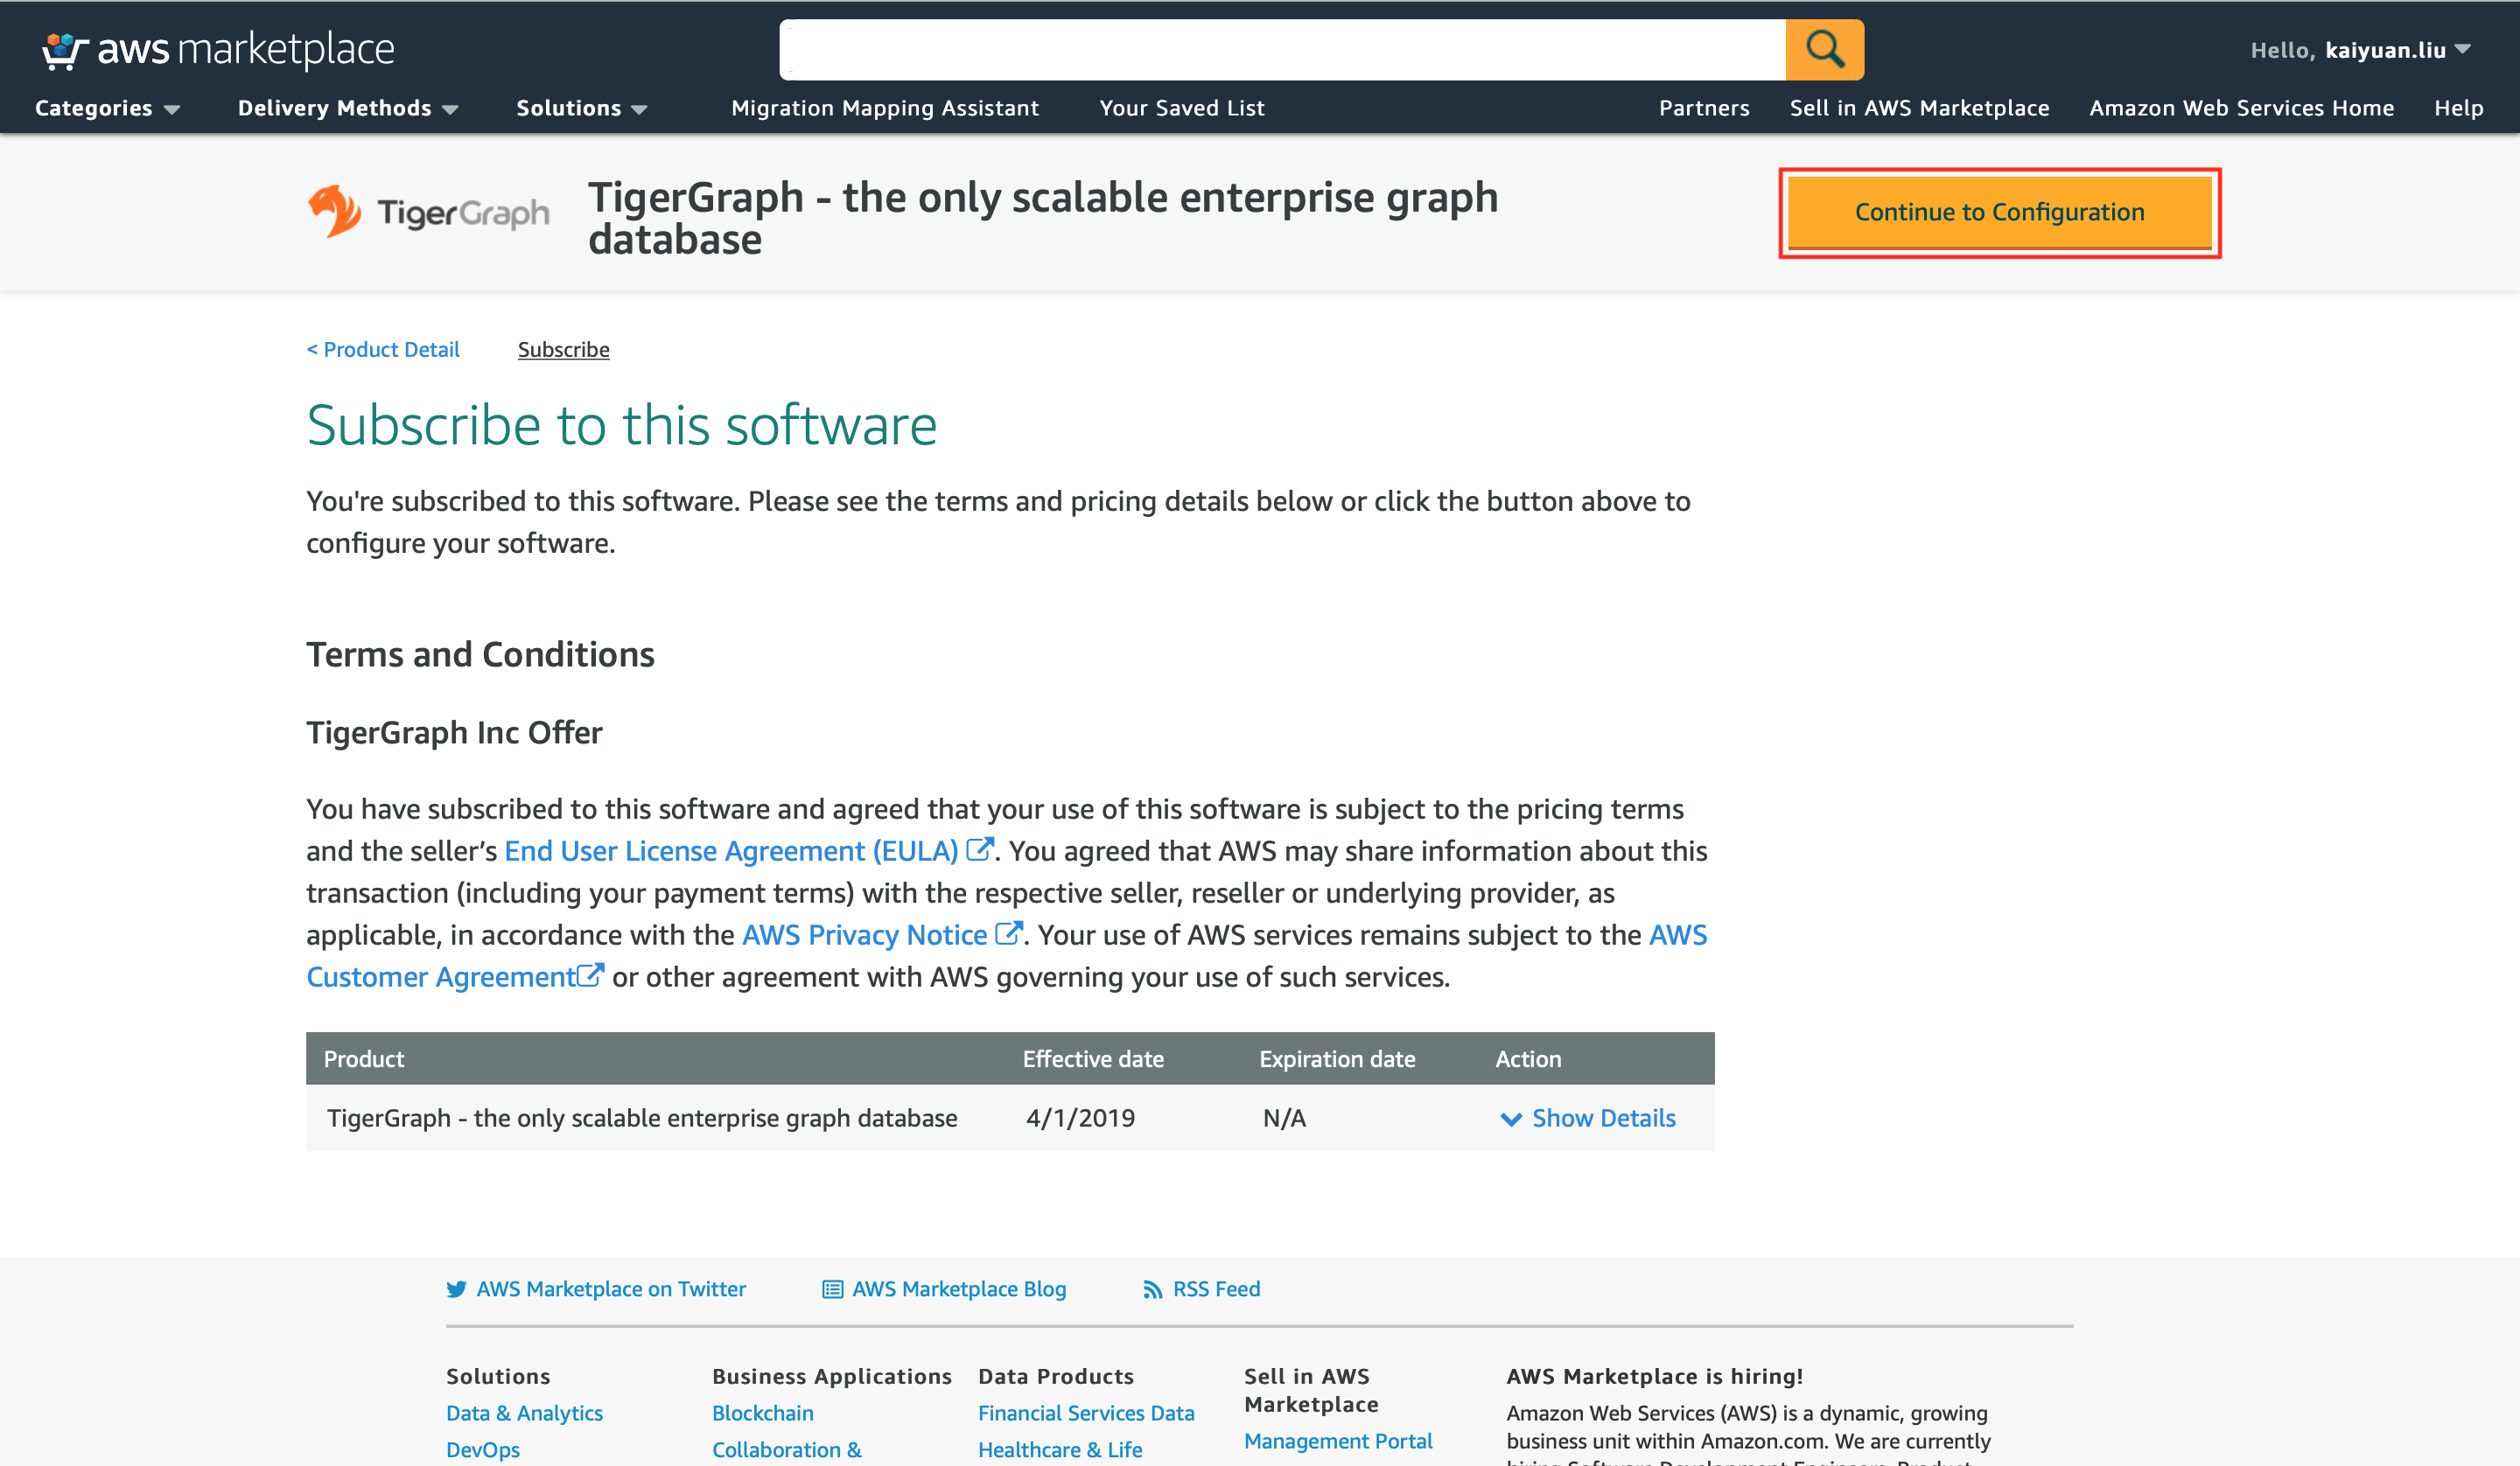 aws marketplace
Hello, kaiyuan.liu
Categories
Delivery Methods
Solutions
Migration Mapping Assistant
Your Saved List
Partners
Sell in AWS Marketplace
Amazon Web Services Home
Help
TigerGraph
TigerGraph - the only scalable enterprise graph
database
Continue to Configuration
< Product Detail
Subscribe
Subscribe to this software
You're subscribed to this software. Please see the terms and pricing details below or click the button above to
configure your software.
Terms and Conditions
TigerGraph Inc Offer
You have subscribed to this software and agreed that your use of this software is subject to the pricing terms
and the seller’s End User License Agreement (EULA) . You agreed that AWS may share information about this
transaction (including your payment terms) with the respective seller, reseller or underlying provider, as
applicable, in accordance with the AWS Privacy Notice . Your use of AWS services remains subject to the AWS
Customer Agreement or other agreement with AWS governing your use of such services.
Product Effective date Expiration date Action
TigerGraph - the only scalable enterprise graph database 4/1/2019 N/A Show Details
AWS Marketplace on Twitter
AWS Marketplace Blog
RSS Feed
Solutions
Data & Analytics
DevOps
Business Applications
Blockchain
Collaboration &
Data Products
Financial Services Data
Healthcare & Life
Sell in AWS
Marketplace
Management Portal
AWS Marketplace is hiring!
Amazon Web Services (AWS) is a dynamic, growing
business unit within Amazon.com. We are currently
hiring Software Development Engineers, Product